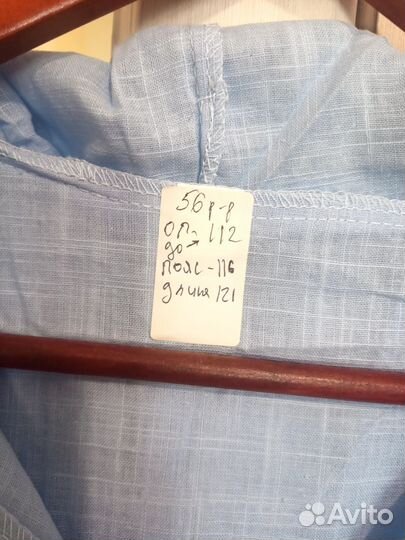 56 р-р
ог. 112
до →
пояс - 116
длина 121
Avito